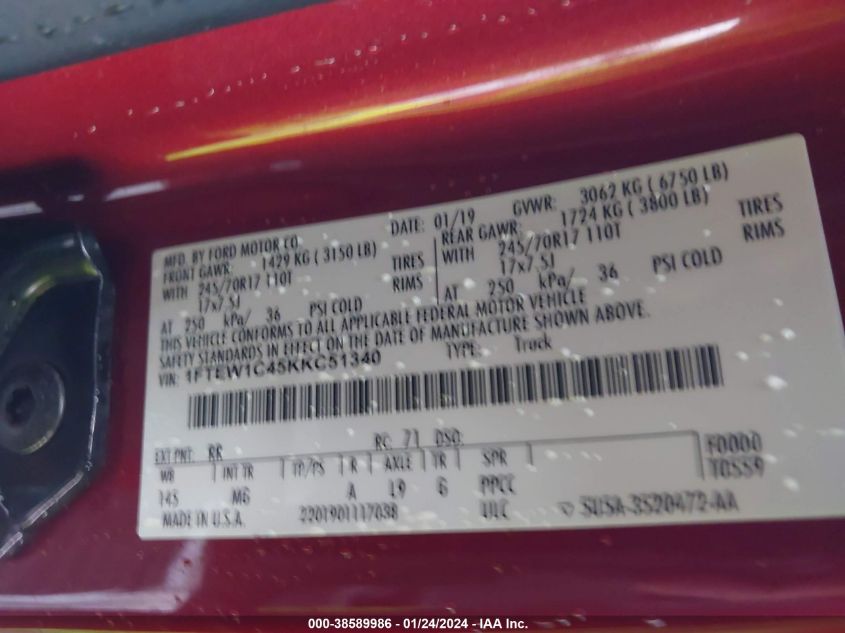 MFD. BY FORD MOTOR CO. DATE: 01/19 GVWR: 3062 KG ( 6750 LB)
FRONT GAWR: 1429 KG ( 3150 LB) REAR GAWR: 1724 KG ( 3800 LB)
WITH 245/70R17 110T TIRES WITH 245/70R17 110T TIRES
17x7.5J RIMS 17x7.5J RIMS
AT 250 kPa/ 36 PSI COLD AT 250 kPa/ 36 PSI COLD
THIS VEHICLE CONFORMS TO ALL APPLICABLE FEDERAL MOTOR VEHICLE
SAFETY STANDARDS IN EFFECT ON THE DATE OF MANUFACTURE SHOWN ABOVE.
VIN: 1FTEW1C45KKC51340 TYPE: Truck
EXT PNT: RR RC: 71 DSO: F0000
WB INT TR TP/PS R AXLE TR SPR T0559
145 MG A L9 6 PPCC
MADE IN U.S.A. 2201901117038 ULC 5U5A-3520472-AA
000-38589986 - 01/24/2024 - IAA Inc.